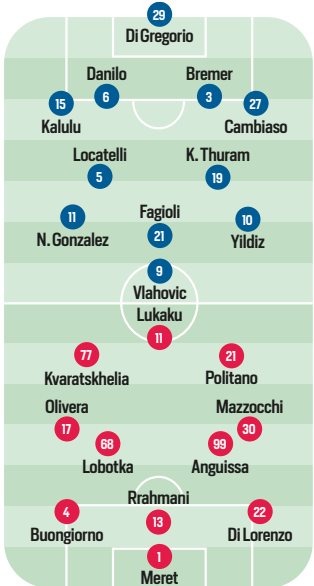 29
Di Gregorio
Danilo Bremer
15 6 3 27
Kalulu Cambiaso
Locatelli K. Thuram
5 19
11 Fagioli 10
N. Gonzalez 21 Yildiz
9
Vlahovic
Lukaku
11
77 21
Kvaratskhelia Politano
Olivera Mazzocchi
17 30
68 99
Lobotka Anguissa
Rrahmani
4 13 22
Buongiorno Di Lorenzo
1
Meret